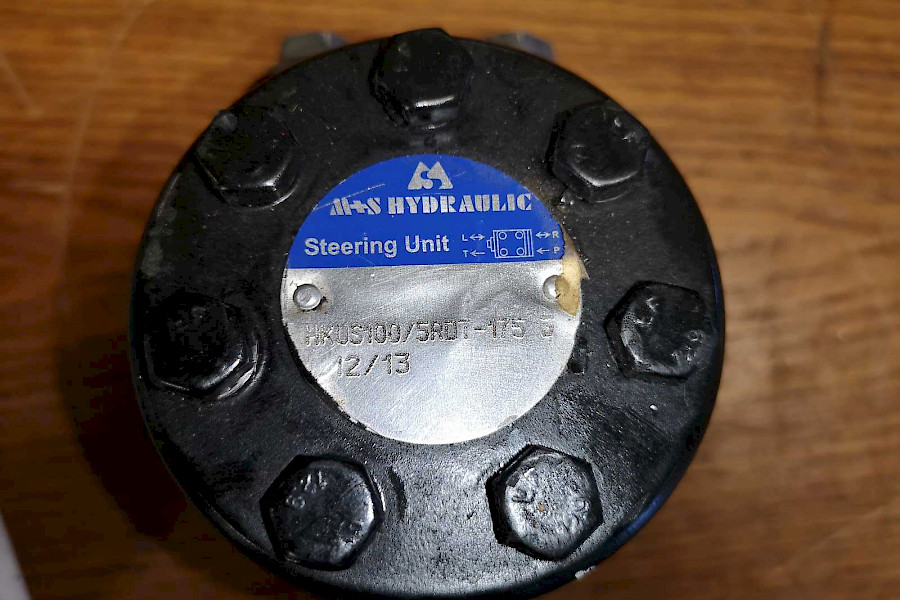 M+S HYDRAULIC
Steering Unit
L R
T P
HKUS100/5RDT-175
12/13